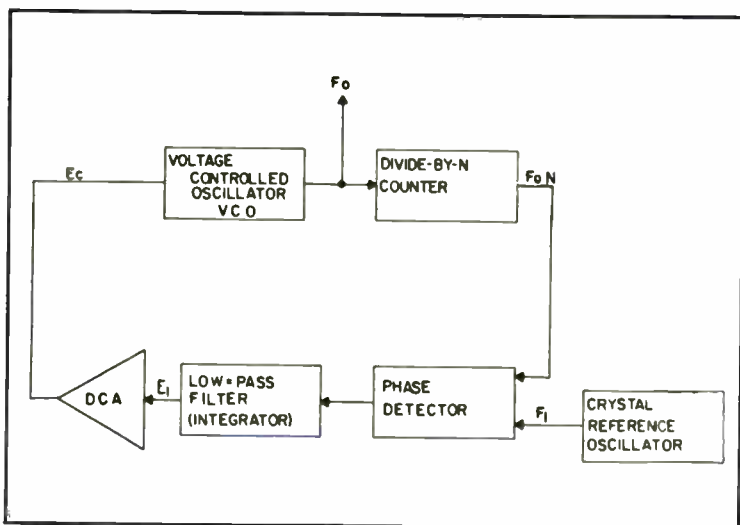 Fo
VOLTAGE
CONTROLLED
OSCILLATOR
VCO
DIVIDE-BY-N
COUNTER
Ec
Fo N
DCA
E1
LOW=PASS
FILTER
(INTEGRATOR)
PHASE
DETECTOR
F1
CRYSTAL
REFERENCE
OSCILLATOR